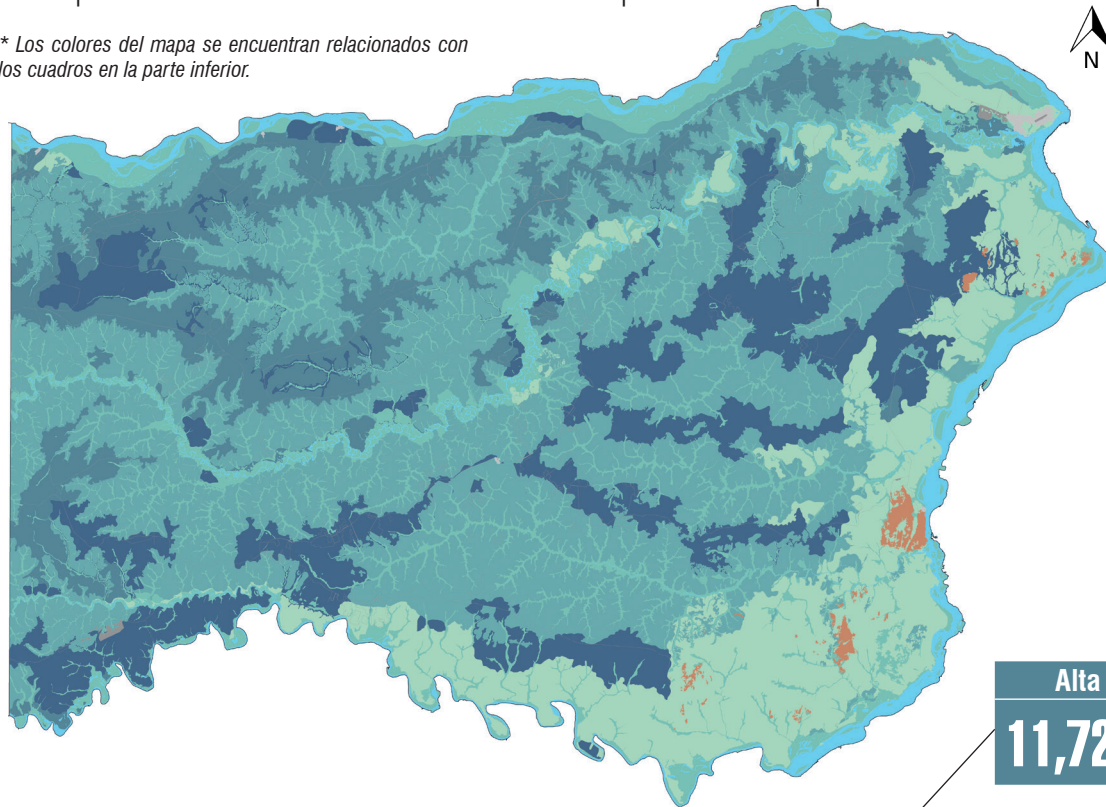 * Los colores del mapa se encuentran relacionados con
los cuadros en la parte inferior.
N
Alta
11,72